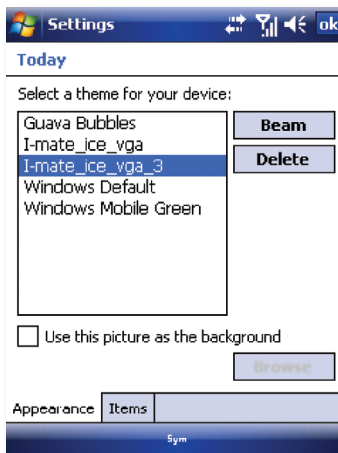 Settings
ok
Today
Select a theme for your device:
Guava Bubbles
Beam
I-mate_ice_vga
I-mate_ice_vga_3
Delete
Windows Default
Windows Mobile Green
Use this picture as the background
Browse
Appearance Items
Sym